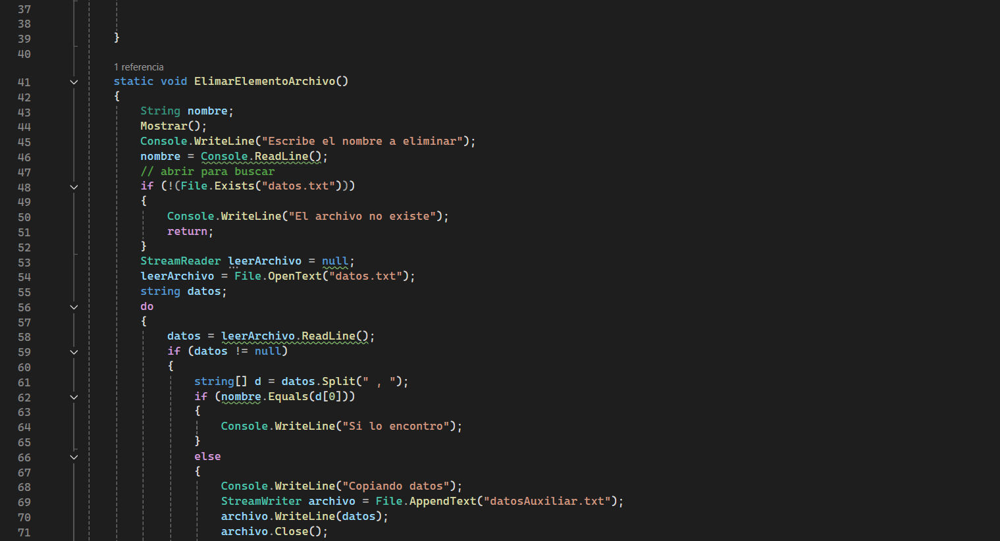 37
38
39 }
40
1 referencia
41 static void ElimarElementoArchivo()
42 {
43 String nombre;
44 Mostrar();
45 Console.WriteLine("Escribe el nombre a eliminar");
46 nombre = Console.ReadLine();
47 // abrir para buscar
48 if (!(File.Exists("datos.txt")))
49 {
50 Console.WriteLine("El archivo no existe");
51 return;
52 }
53 StreamReader leerArchivo = null;
54 leerArchivo = File.OpenText("datos.txt");
55 string datos;
56 do
57 {
58 datos = leerArchivo.ReadLine();
59 if (datos != null)
60 {
61 string[] d = datos.Split(" , ");
62 if (nombre.Equals(d[0]))
63 {
64 Console.WriteLine("Si lo encontro");
65 }
66 else
67 {
68 Console.WriteLine("Copiando datos");
69 StreamWriter archivo = File.AppendText("datosAuxiliar.txt");
70 archivo.WriteLine(datos);
71 archivo.Close();